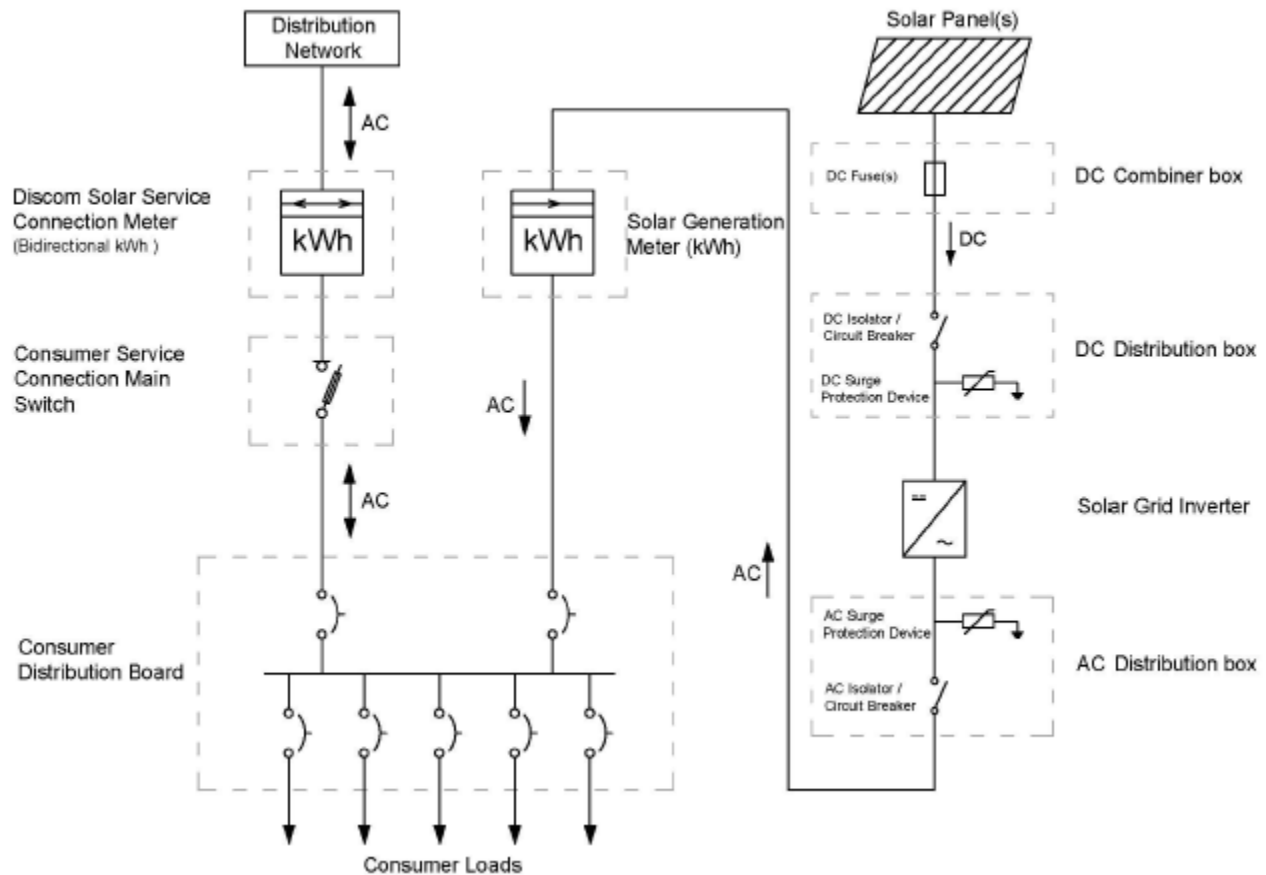 Distribution
Network
AC
Discom Solar Service
Connection Meter
(Bidirectional kWh )
kWh
Consumer Service
Connection Main
Switch
AC
Consumer
Distribution Board
Consumer Loads
kWh
Solar Generation
Meter (kWh)
AC
AC
Solar Panel(s)
DC Fuse(s)
DC Combiner box
DC
DC Isolator /
Circuit Breaker
DC Surge
Protection Device
DC Distribution box
Solar Grid Inverter
AC Surge
Protection Device
AC Isolator /
Circuit Breaker
AC Distribution box